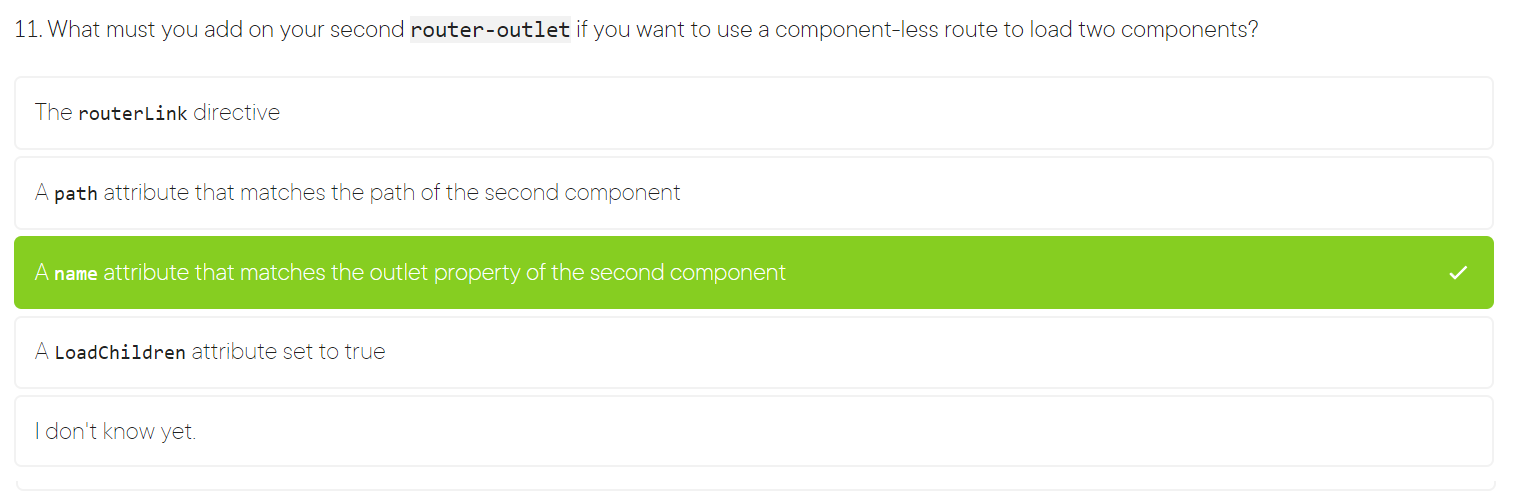 11. What must you add on your second router-outlet if you want to use a component-less route to load two components?
The routerLink directive
A path attribute that matches the path of the second component
A name attribute that matches the outlet property of the second component
A LoadChildren attribute set to true
I don't know yet.